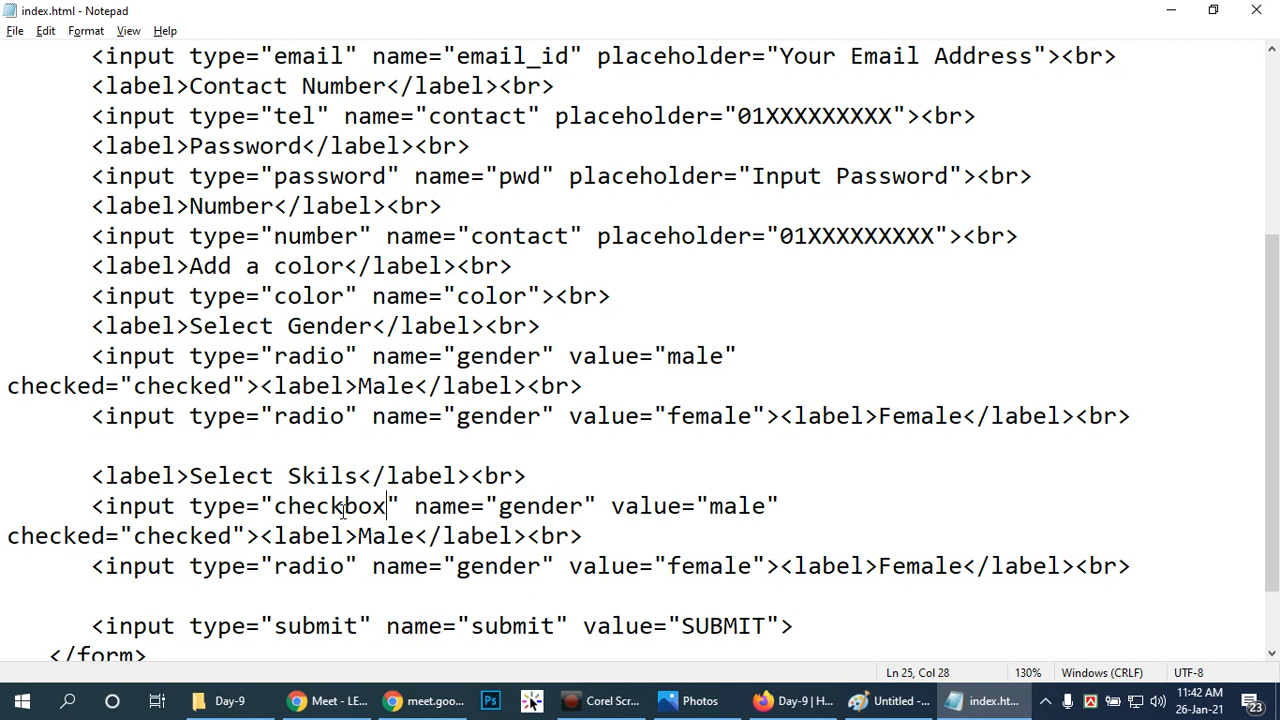 index.html - Notepad
File Edit Format View Help
<input type="email" name="email_id" placeholder="Your Email Address"><br>
<label>Contact Number</label><br>
<input type="tel" name="contact" placeholder="01XXXXXXXXX"><br>
<label>Password</label><br>
<input type="password" name="pwd" placeholder="Input Password"><br>
<label>Number</label><br>
<input type="number" name="contact" placeholder="01XXXXXXXXX"><br>
<label>Add a color</label><br>
<input type="color" name="color"><br>
<label>Select Gender</label><br>
<input type="radio" name="gender" value="male"
checked="checked"><label>Male</label><br>
<input type="radio" name="gender" value="female"><label>Female</label><br>
<label>Select Skils</label><br>
<input type="checkbox" name="gender" value="male"
checked="checked"><label>Male</label><br>
<input type="radio" name="gender" value="female"><label>Female</label><br>
<input type="submit" name="submit" value="SUBMIT">
</form>
Ln 25, Col 28 130% Windows (CRLF) UTF-8
Day-9 Meet - LE... meet.goo... Ps Corel Scr... Photos Day-9 | H... Untitled -... index.ht... 11:42 AM
26-Jan-21 23